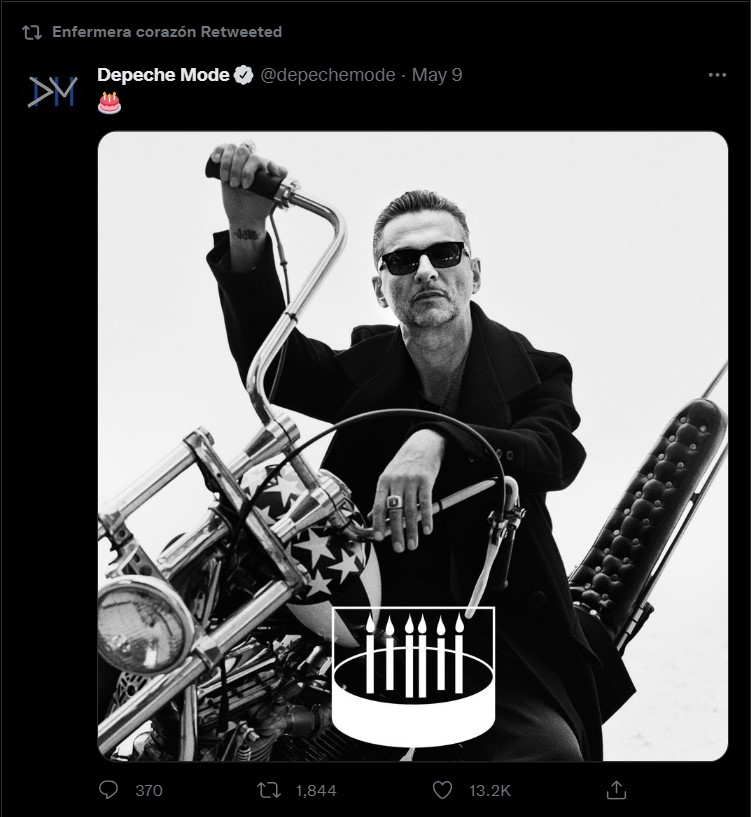 Enfermera corazón Retweeted
Depeche Mode @depechemode · May 9
🎂
370 1,844 13.2K